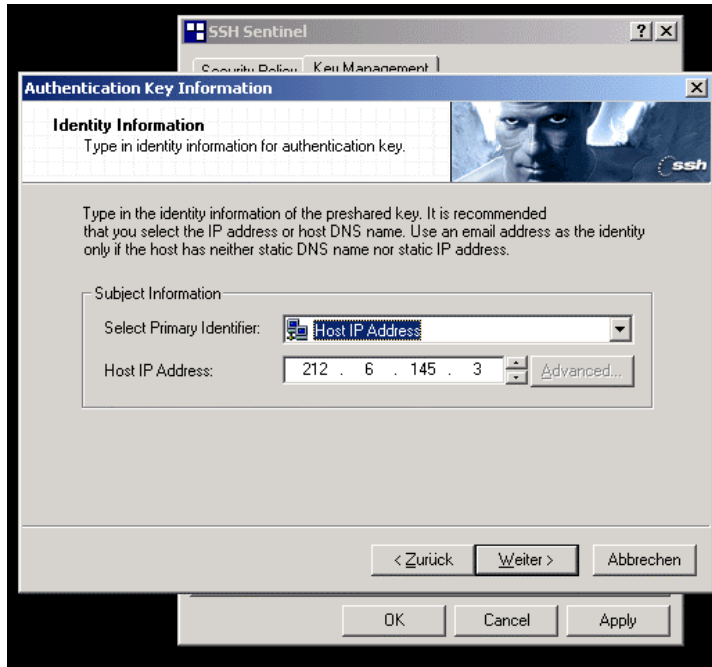 SSH Sentinel
Security Policy Key Management
Authentication Key Information
Identity Information
Type in identity information for authentication key.
ssh
Type in the identity information of the preshared key. It is recommended
that you select the IP address or host DNS name. Use an email address as the identity
only if the host has neither static DNS name nor static IP address.
Subject Information
Select Primary Identifier: Host IP Address
Host IP Address: 212 . 6 . 145 . 3 Advanced...
< Zurück Weiter > Abbrechen
OK Cancel Apply